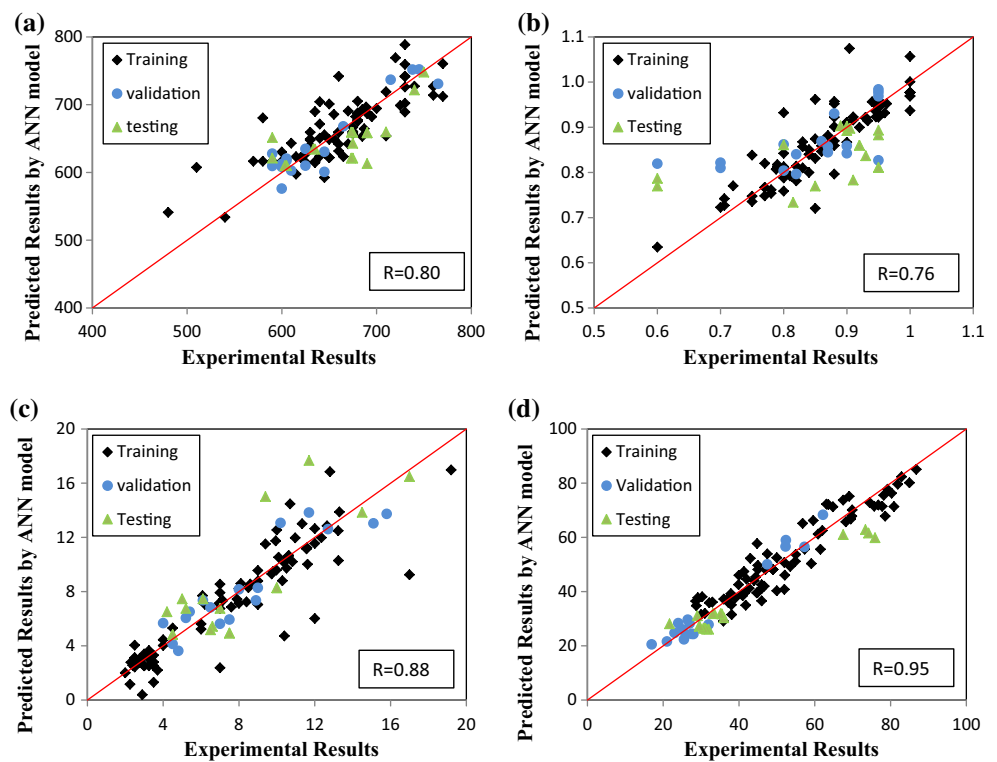 (a)
Predicted Results by ANN model
800
700
600
500
400
Training
validation
testing
R=0.80
400 500 600 700 800
Experimental Results
(b)
Predicted Results by ANN model
1.1
1.0
0.9
0.8
0.7
0.6
0.5
Training
validation
testing
R=0.76
0.5 0.6 0.7 0.8 0.9 1 1.1
Experimental Results
(c)
Predicted Results by ANN model
20
16
12
8
4
0
Training
validation
Testing
R=0.88
0 4 8 12 16 20
Experimental Results
(d)
Predicted Results by ANN model
100
80
60
40
20
0
Training
Validation
Testing
R=0.95
0 20 40 60 80 100
Experimental Results